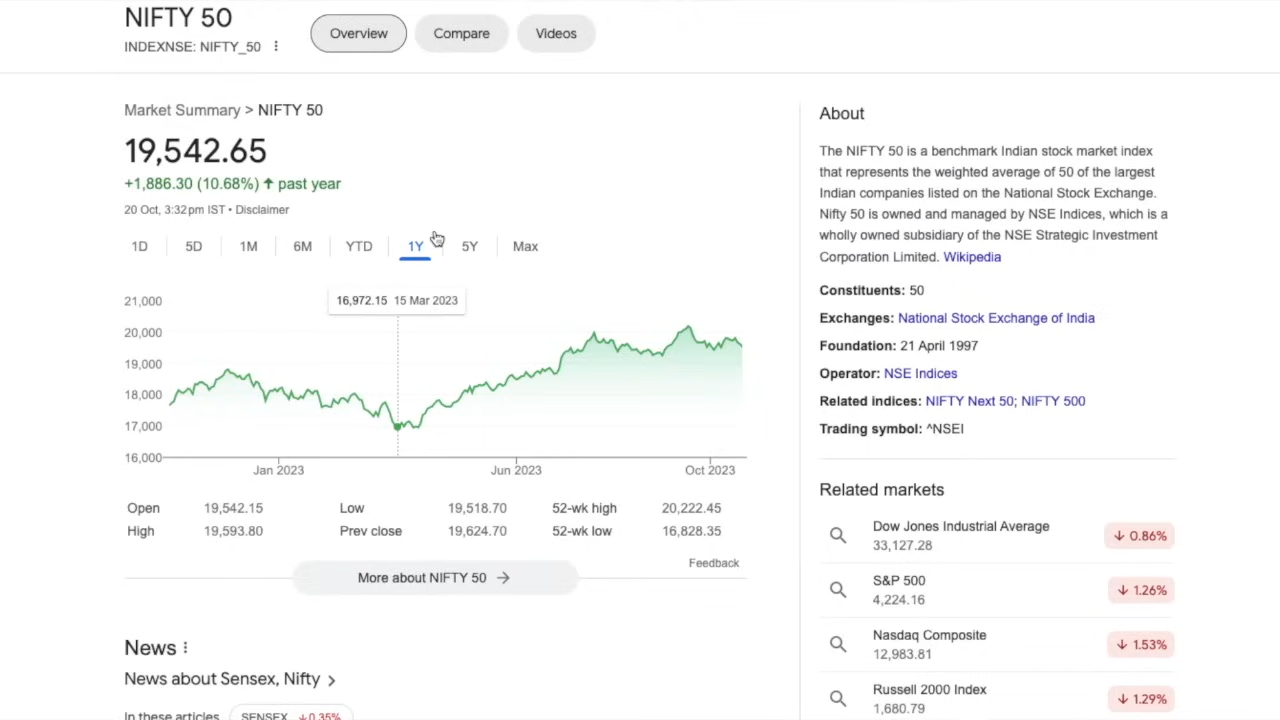 NIFTY 50
INDEXNSE: NIFTY_50
Overview
Compare
Videos
Market Summary > NIFTY 50
19,542.65
+1,886.30 (10.68%) ↑ past year
20 Oct, 3:32 pm IST • Disclaimer
1D 5D 1M 6M YTD 1Y 5Y Max
16,972.15 15 Mar 2023
21,000
20,000
19,000
18,000
17,000
16,000
Jan 2023 Jun 2023 Oct 2023
Open 19,542.15 Low 19,518.70 52-wk high 20,222.45
High 19,593.80 Prev close 19,624.70 52-wk low 16,828.35
Feedback
More about NIFTY 50 →
News
News about Sensex, Nifty >
In these articles SENSEX ↓0.35%
About
The NIFTY 50 is a benchmark Indian stock market index
that represents the weighted average of 50 of the largest
Indian companies listed on the National Stock Exchange.
Nifty 50 is owned and managed by NSE Indices, which is a
wholly owned subsidiary of the NSE Strategic Investment
Corporation Limited. Wikipedia
Constituents: 50
Exchanges: National Stock Exchange of India
Foundation: 21 April 1997
Operator: NSE Indices
Related indices: NIFTY Next 50; NIFTY 500
Trading symbol: ^NSEI
Related markets
Dow Jones Industrial Average
33,127.28
↓ 0.86%
S&P 500
4,224.16
↓ 1.26%
Nasdaq Composite
12,983.81
↓ 1.53%
Russell 2000 Index
1,680.79
↓ 1.29%